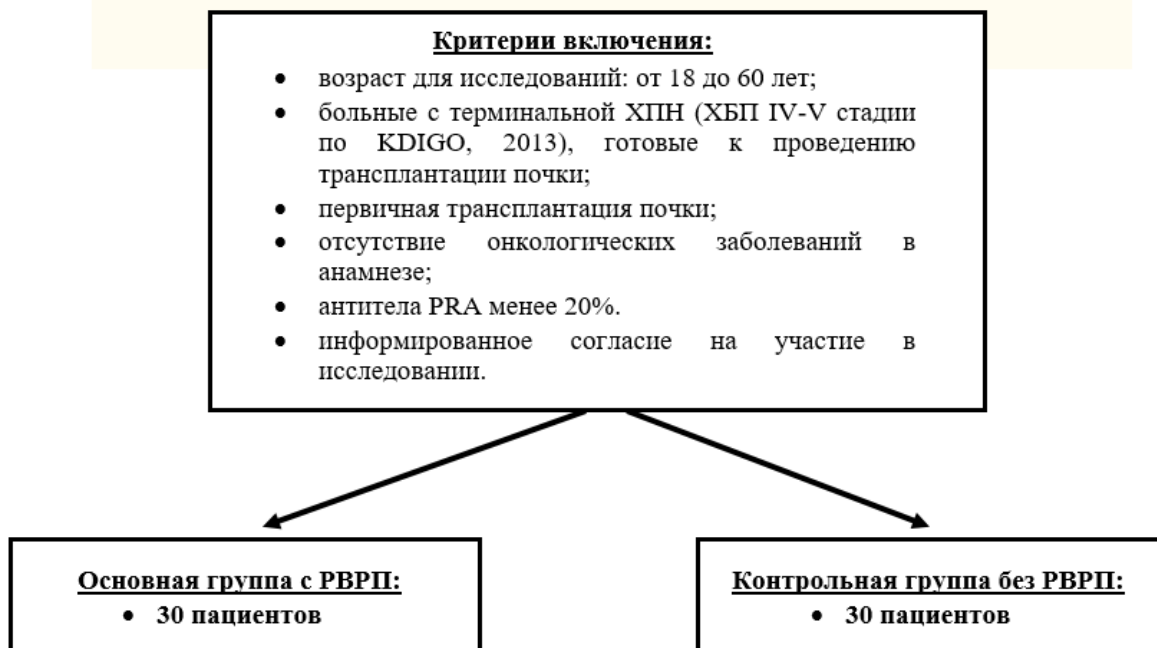 Критерии включения:
• возраст для исследований: от 18 до 60 лет;
• больные с терминальной ХПН (ХБП IV-V стадии
по KDIGO, 2013), готовые к проведению
трансплантации почки;
• первичная трансплантация почки;
• отсутствие онкологических заболеваний в
анамнезе;
• антитела PRA менее 20%.
• информированное согласие на участие в
исследовании.
Основная группа с РВРП:
• 30 пациентов
Контрольная группа без РВРП:
• 30 пациентов